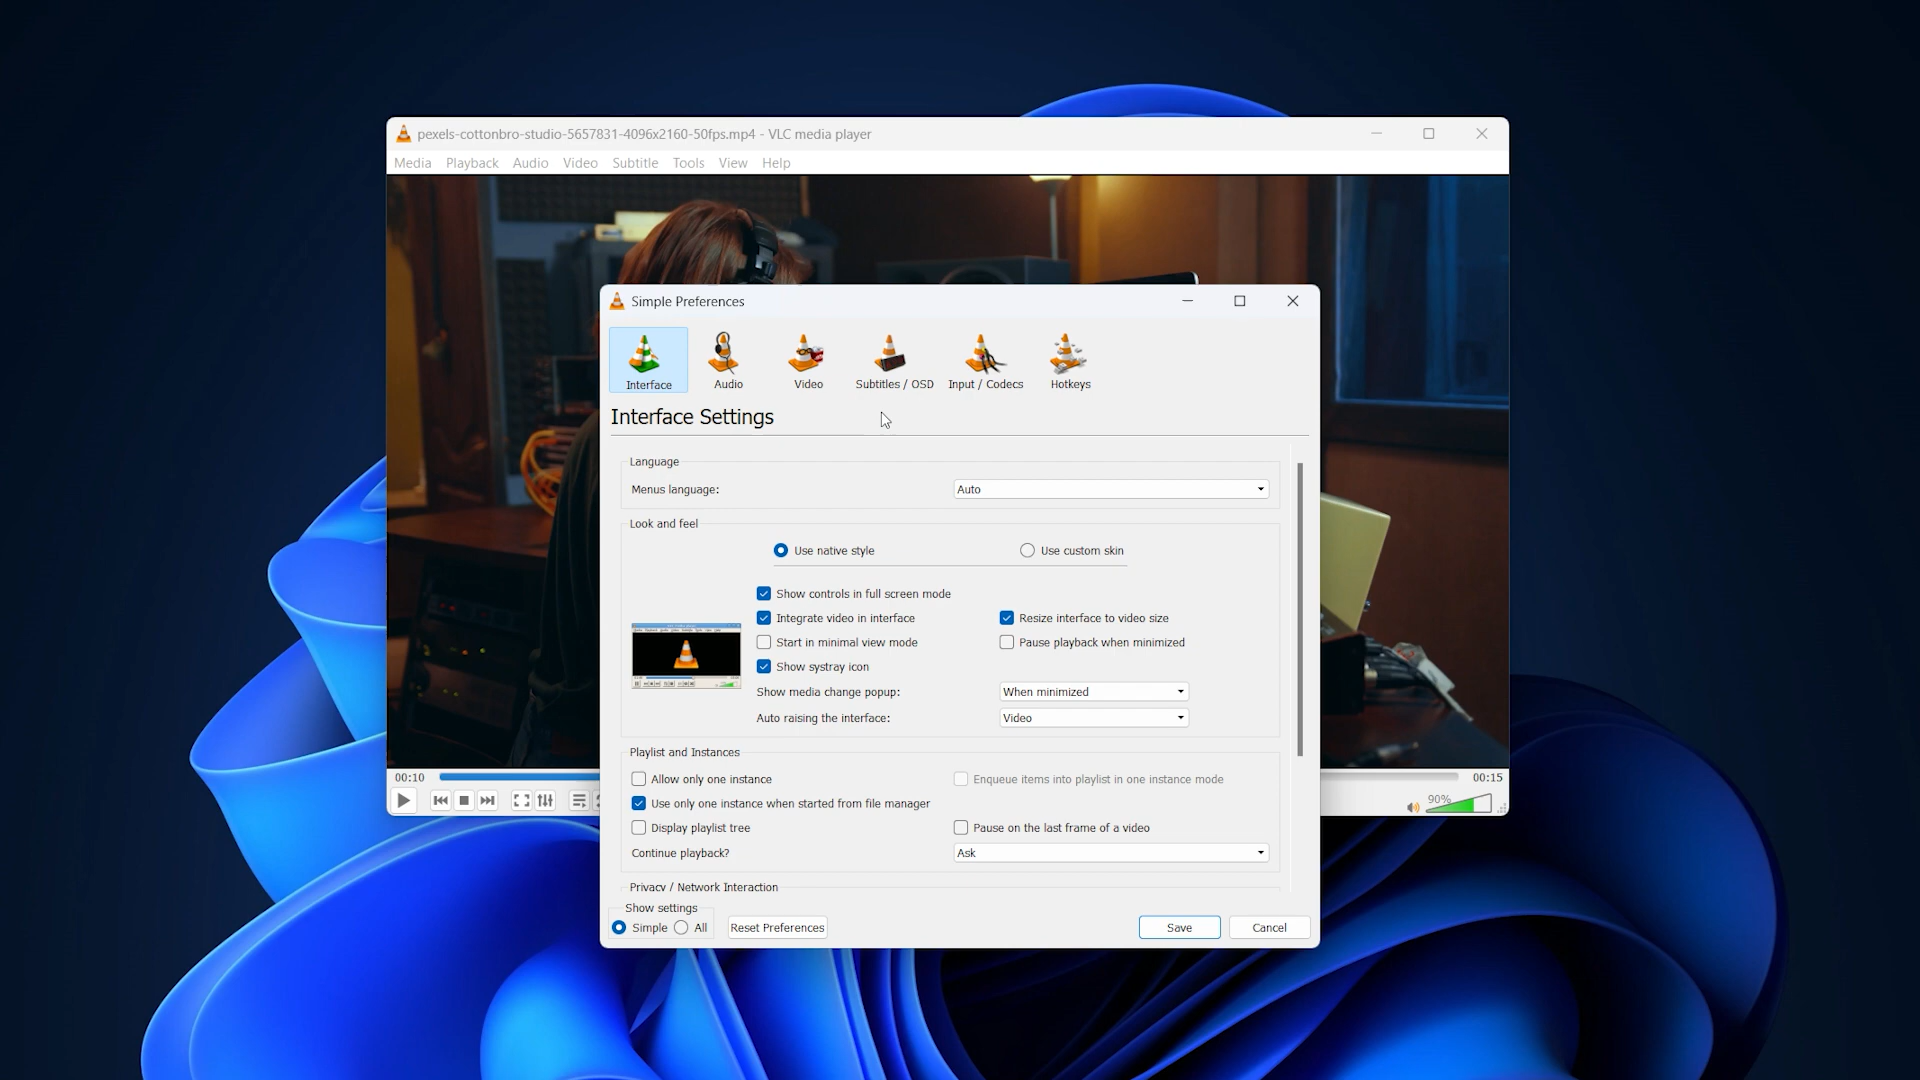 pexels-cottonbro-studio-5657831-4096x2160-50fps.mp4 - VLC media player
Media Playback Audio Video Subtitle Tools View Help
Simple Preferences
Interface Audio Video Subtitles / OSD Input / Codecs Hotkeys
Interface Settings
Language
Menus language: Auto
Look and feel
Use native style Use custom skin
Show controls in full screen mode
Integrate video in interface Resize interface to video size
Start in minimal view mode Pause playback when minimized
Show systray icon
Show media change popup: When minimized
Auto raising the interface: Video
Playlist and Instances
00:10 00:15
Allow only one instance Enqueue items into playlist in one instance mode
90%
Use only one instance when started from file manager
Display playlist tree Pause on the last frame of a video
Continue playback? Ask
Privacy / Network Interaction
Show settings
Simple All Reset Preferences Save Cancel